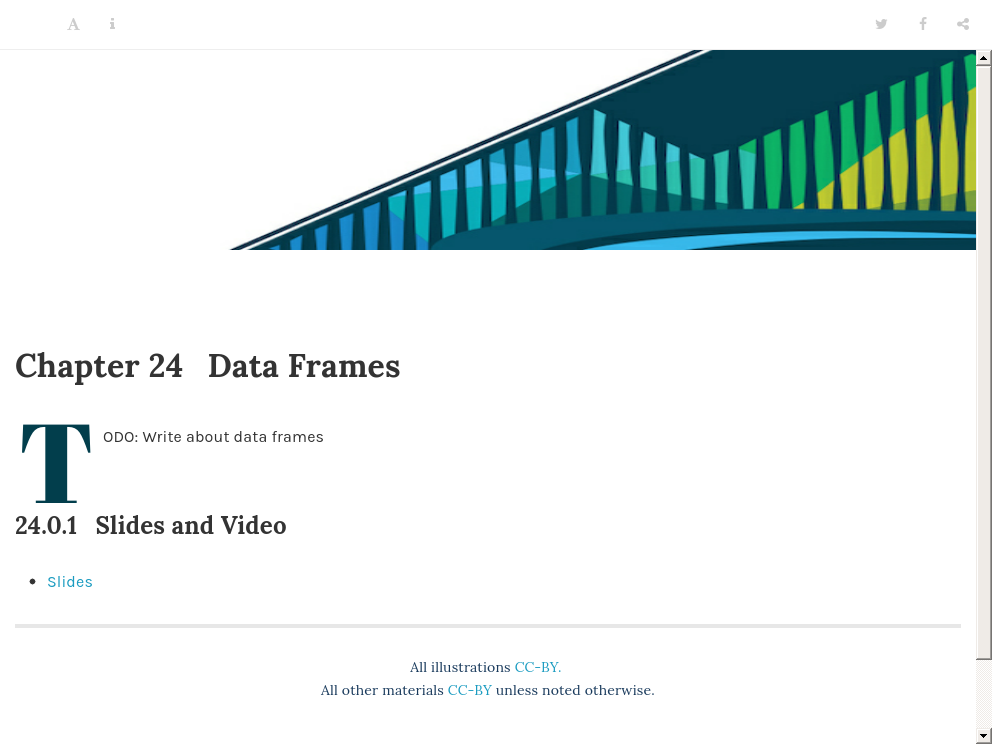 Chapter 24 Data Frames
TODO: Write about data frames
24.0.1 Slides and Video
Slides
All illustrations CC-BY.
All other materials CC-BY unless noted otherwise.